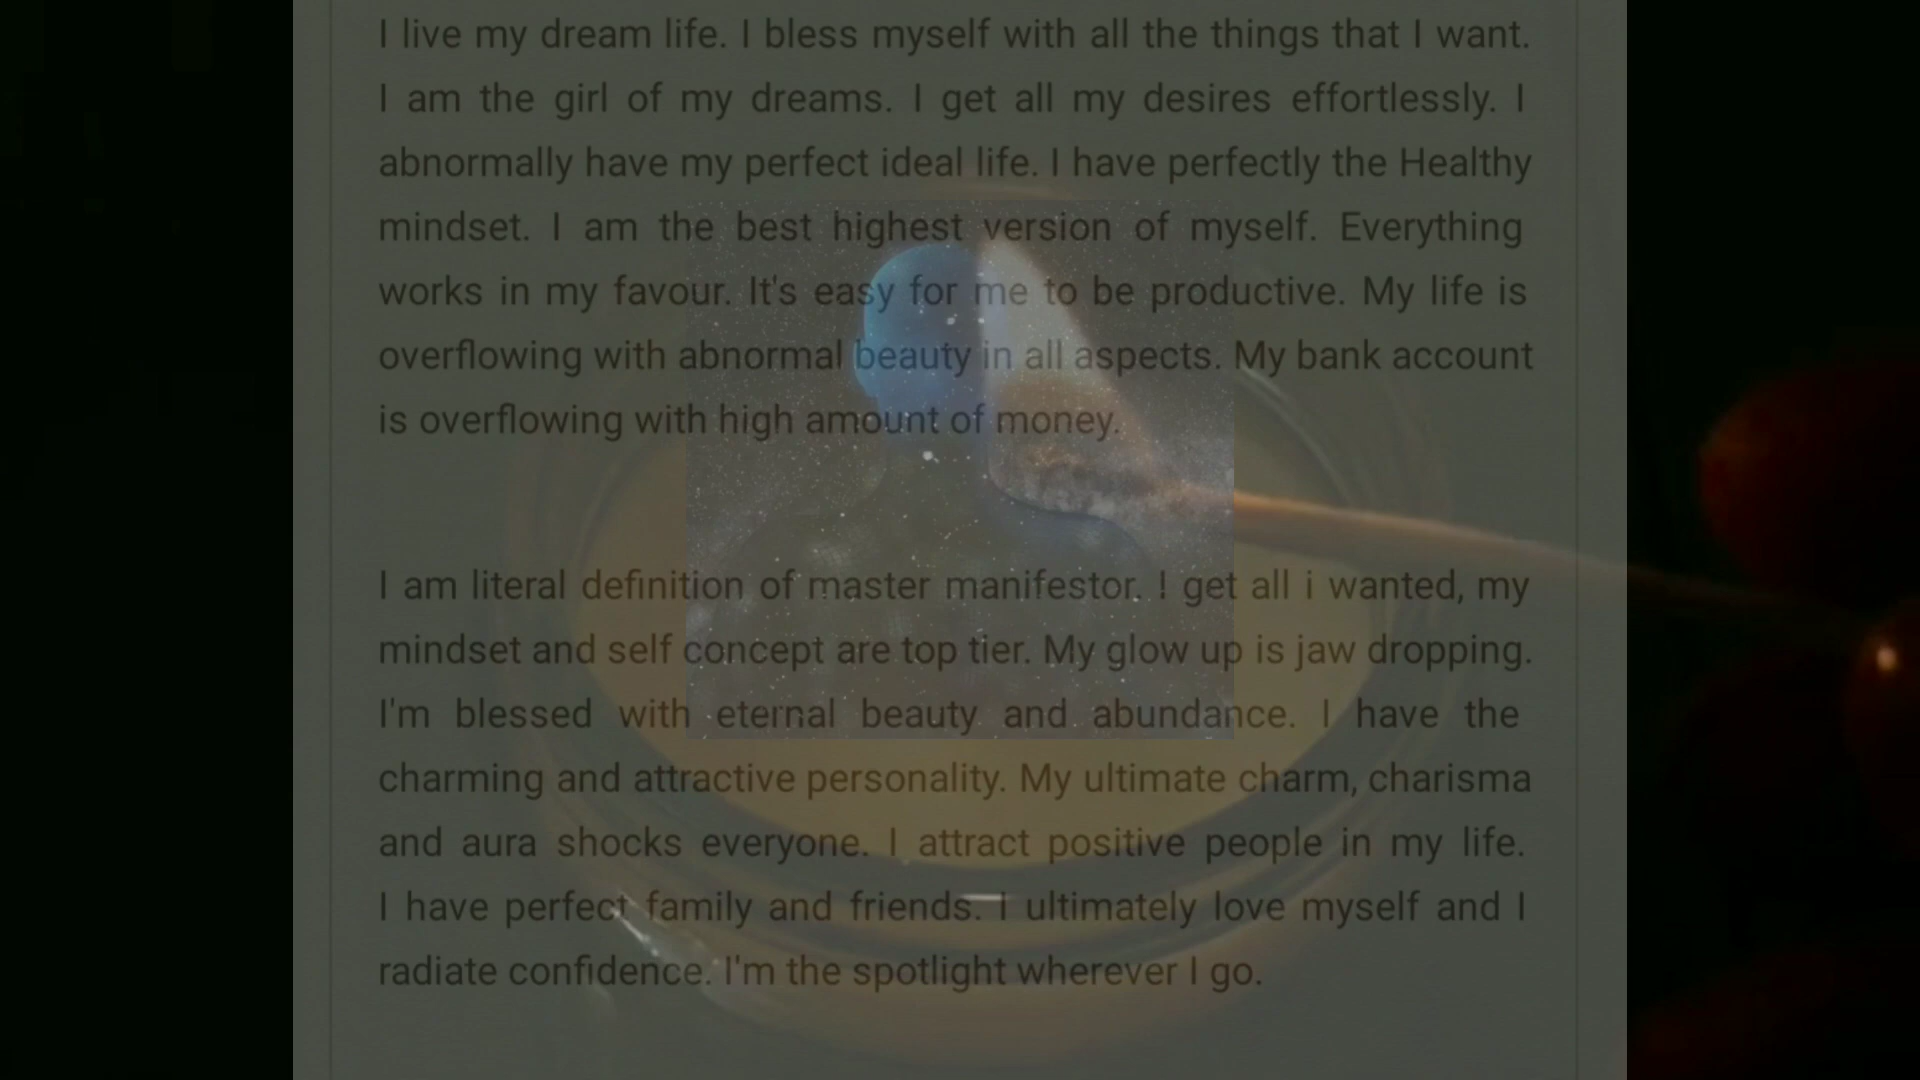 I live my dream life. I bless myself with all the things that I want.
I am the girl of my dreams. I get all my desires effortlessly. I
abnormally have my perfect ideal life. I have perfectly the Healthy
mindset. I am the best highest version of myself. Everything
works in my favour. It's easy for me to be productive. My life is
overflowing with abnormal beauty in all aspects. My bank account
is overflowing with high amount of money.
I am literal definition of master manifestor. ! get all i wanted, my
mindset and self concept are top tier. My glow up is jaw dropping.
I'm blessed with eternal beauty and abundance. I have the
charming and attractive personality. My ultimate charm, charisma
and aura shocks everyone. I attract positive people in my life.
I have perfect family and friends. I ultimately love myself and I
radiate confidence. I'm the spotlight wherever I go.